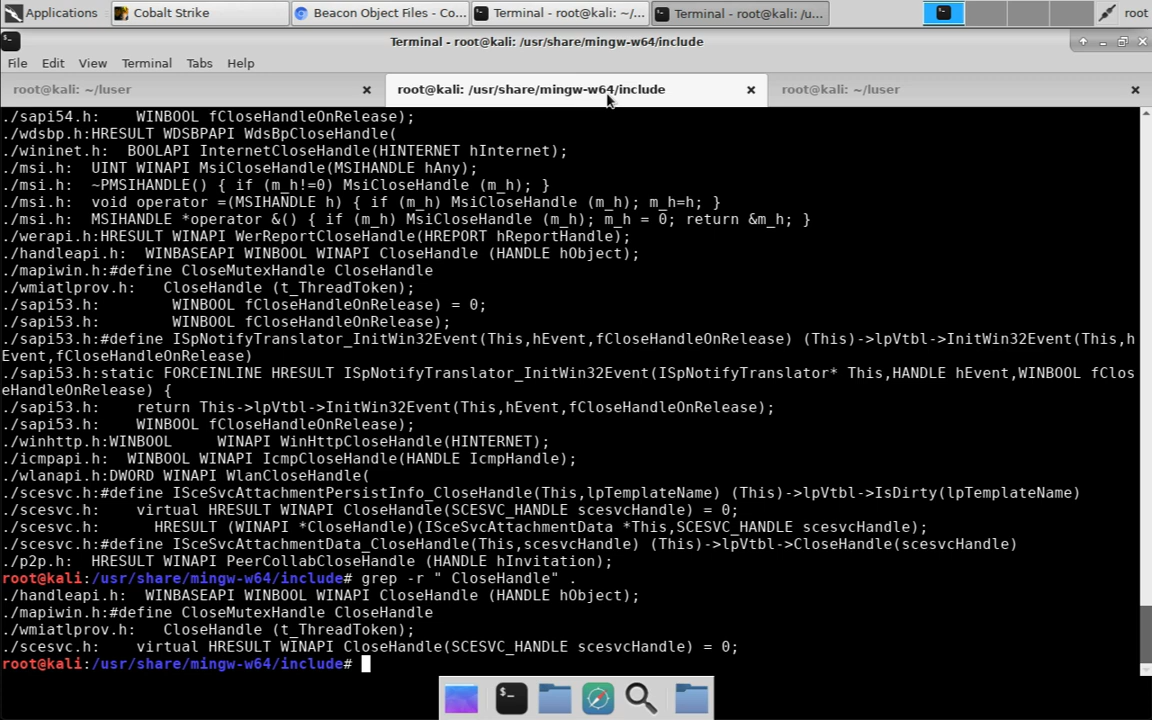 Applications
Cobalt Strike
Beacon Object Files - Co...
Terminal - root@kali: ~/...
Terminal - root@kali: /u...
root
Terminal - root@kali: /usr/share/mingw-w64/include
File Edit View Terminal Tabs Help
root@kali: ~/luser
root@kali: /usr/share/mingw-w64/include
root@kali: ~/luser
./sapi54.h:    WINBOOL fCloseHandleOnRelease);
./wdsbp.h:HRESULT WDSBPAPI WdsBpCloseHandle(
./wininet.h:  BOOLAPI InternetCloseHandle(HINTERNET hInternet);
./msi.h:  UINT WINAPI MsiCloseHandle(MSIHANDLE hAny);
./msi.h:  ~PMSIHANDLE() { if (m_h!=0) MsiCloseHandle (m_h); }
./msi.h:  void operator =(MSIHANDLE h) { if (m_h) MsiCloseHandle (m_h); m_h=h; }
./msi.h:  MSIHANDLE *operator &() { if (m_h) MsiCloseHandle (m_h); m_h = 0; return &m_h; }
./werapi.h:HRESULT WINAPI WerReportCloseHandle(HREPORT hReportHandle);
./handleapi.h:  WINBASEAPI WINBOOL WINAPI CloseHandle (HANDLE hObject);
./mapiwin.h:#define CloseMutexHandle CloseHandle
./wmiatlprov.h:   CloseHandle (t_ThreadToken);
./sapi53.h:        WINBOOL fCloseHandleOnRelease) = 0;
./sapi53.h:        WINBOOL fCloseHandleOnRelease);
./sapi53.h:#define ISpNotifyTranslator_InitWin32Event(This,hEvent,fCloseHandleOnRelease) (This)->lpVtbl->InitWin32Event(This,h
Event,fCloseHandleOnRelease)
./sapi53.h:static FORCEINLINE HRESULT ISpNotifyTranslator_InitWin32Event(ISpNotifyTranslator* This,HANDLE hEvent,WINBOOL fClos
eHandleOnRelease) {
./sapi53.h:    return This->lpVtbl->InitWin32Event(This,hEvent,fCloseHandleOnRelease);
./sapi53.h:    WINBOOL fCloseHandleOnRelease);
./winhttp.h:WINBOOL     WINAPI WinHttpCloseHandle(HINTERNET);
./icmpapi.h:  WINBOOL WINAPI IcmpCloseHandle(HANDLE IcmpHandle);
./wlanapi.h:DWORD WINAPI WlanCloseHandle(
./scesvc.h:#define ISceSvcAttachmentPersistInfo_CloseHandle(This,lpTemplateName) (This)->lpVtbl->IsDirty(lpTemplateName)
./scesvc.h:    virtual HRESULT WINAPI CloseHandle(SCESVC_HANDLE scesvcHandle) = 0;
./scesvc.h:      HRESULT (WINAPI *CloseHandle)(ISceSvcAttachmentData *This,SCESVC_HANDLE scesvcHandle);
./scesvc.h:#define ISceSvcAttachmentData_CloseHandle(This,scesvcHandle) (This)->lpVtbl->CloseHandle(scesvcHandle)
./p2p.h:  HRESULT WINAPI PeerCollabCloseHandle (HANDLE hInvitation);
root@kali:/usr/share/mingw-w64/include# grep -r " CloseHandle" .
./handleapi.h:  WINBASEAPI WINBOOL WINAPI CloseHandle (HANDLE hObject);
./mapiwin.h:#define CloseMutexHandle CloseHandle
./wmiatlprov.h:   CloseHandle (t_ThreadToken);
./scesvc.h:    virtual HRESULT WINAPI CloseHandle(SCESVC_HANDLE scesvcHandle) = 0;
root@kali:/usr/share/mingw-w64/include#